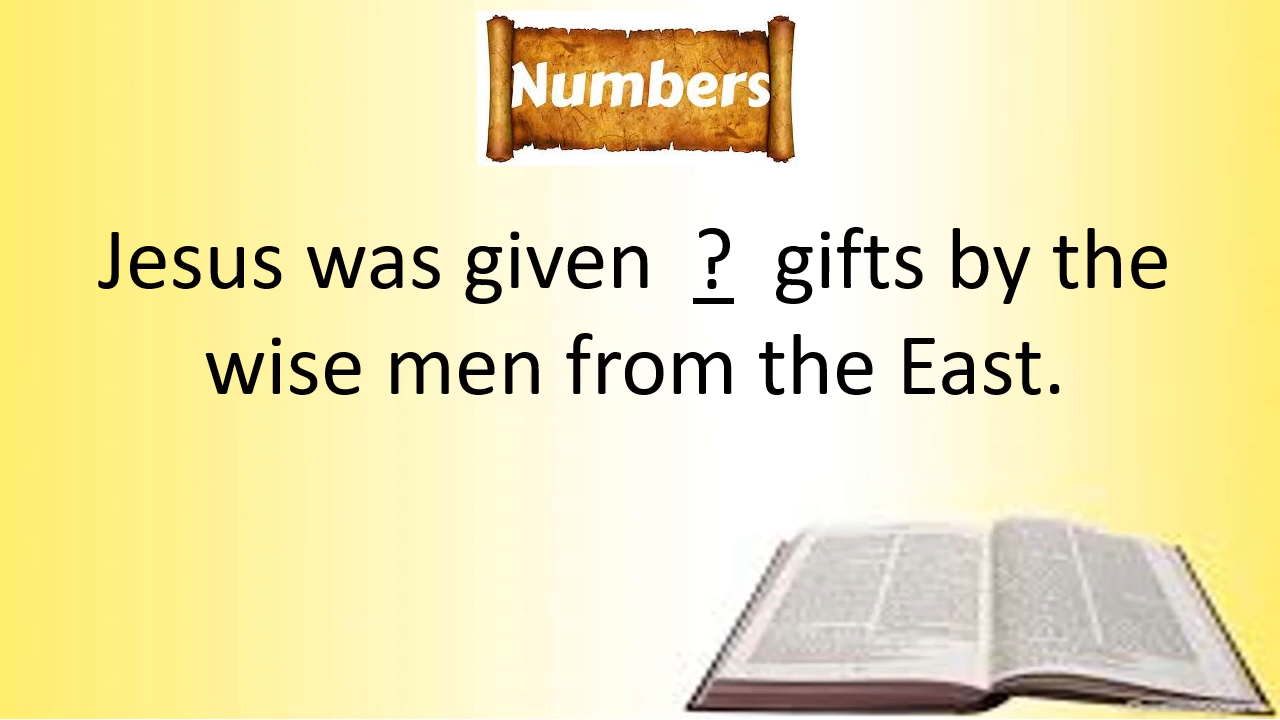 Numbers
Jesus was given ? gifts by the
wise men from the East.